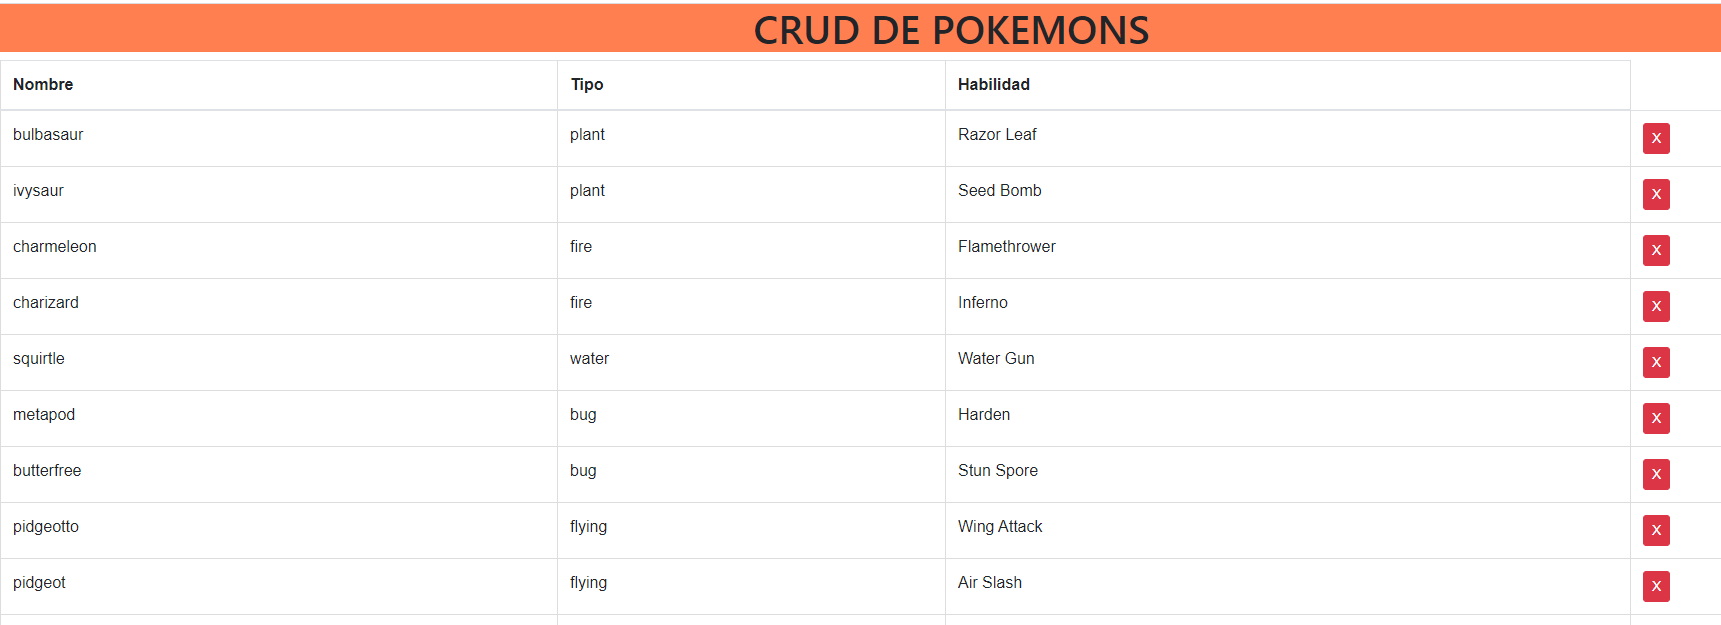 CRUD DE POKEMONS
Nombre Tipo Habilidad
bulbasaur plant Razor Leaf X
ivysaur plant Seed Bomb X
charmeleon fire Flamethrower X
charizard fire Inferno X
squirtle water Water Gun X
metapod bug Harden X
butterfree bug Stun Spore X
pidgeotto flying Wing Attack X
pidgeot flying Air Slash X